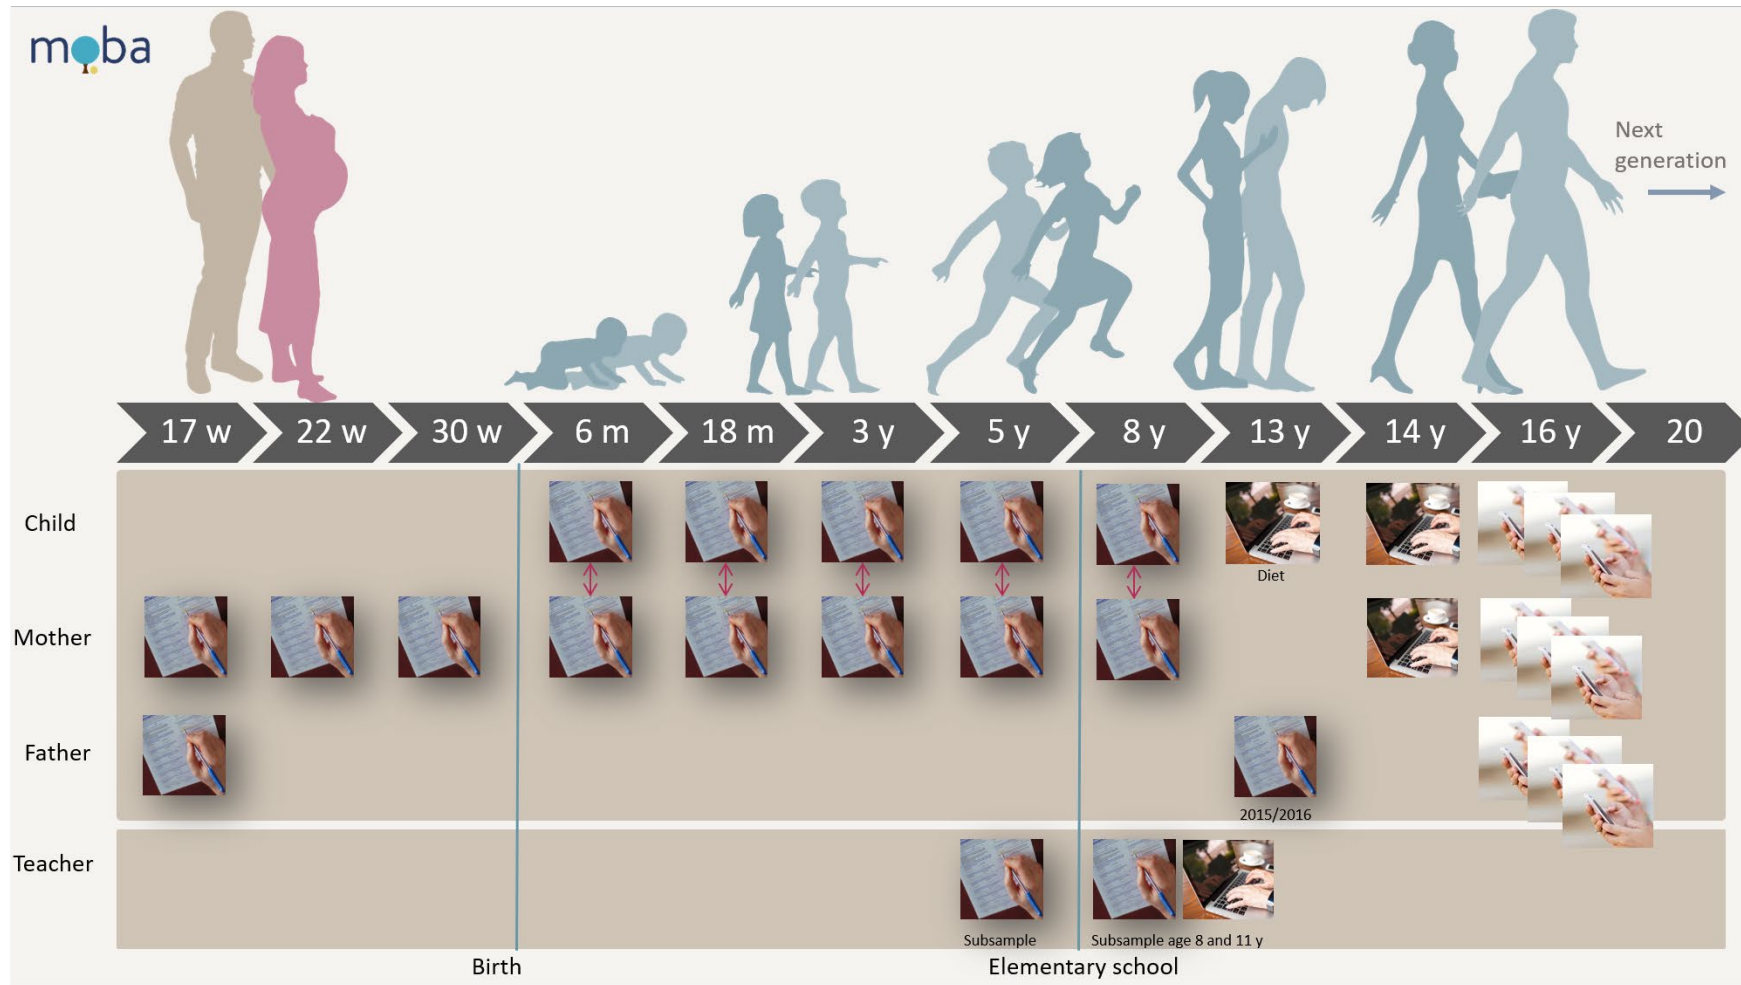 moba
Next
generation
17 w
22 w
30 w
6 m
18 m
3 y
5 y
8 y
13 y
14 y
16 y
20
Child
Diet
Mother
Father
2015/2016
Teacher
Subsample
Subsample age 8 and 11 y
Birth
Elementary school